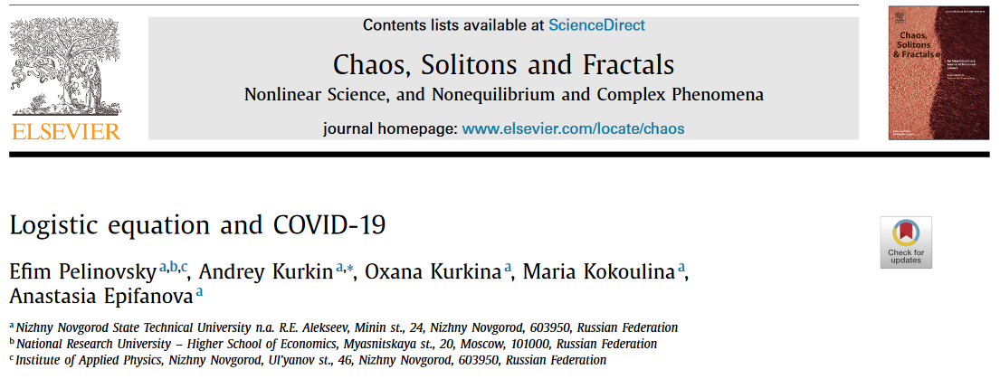 Contents lists available at ScienceDirect
Chaos, Solitons and Fractals
Nonlinear Science, and Nonequilibrium and Complex Phenomena
journal homepage: www.elsevier.com/locate/chaos
ELSEVIER
Chaos,
Solitons
& Fractals
Logistic equation and COVID-19
Efim Pelinovsky a,b,c, Andrey Kurkin a,*, Oxana Kurkina a, Maria Kokoulina a,
Anastasia Epifanova a
Check for
updates
a Nizhny Novgorod State Technical University n.a. R.E. Alekseev, Minin st., 24, Nizhny Novgorod, 603950, Russian Federation
b National Research University – Higher School of Economics, Myasnitskaya st., 20, Moscow, 101000, Russian Federation
c Institute of Applied Physics, Nizhny Novgorod, Ul'yanov st., 46, Nizhny Novgorod, 603950, Russian Federation